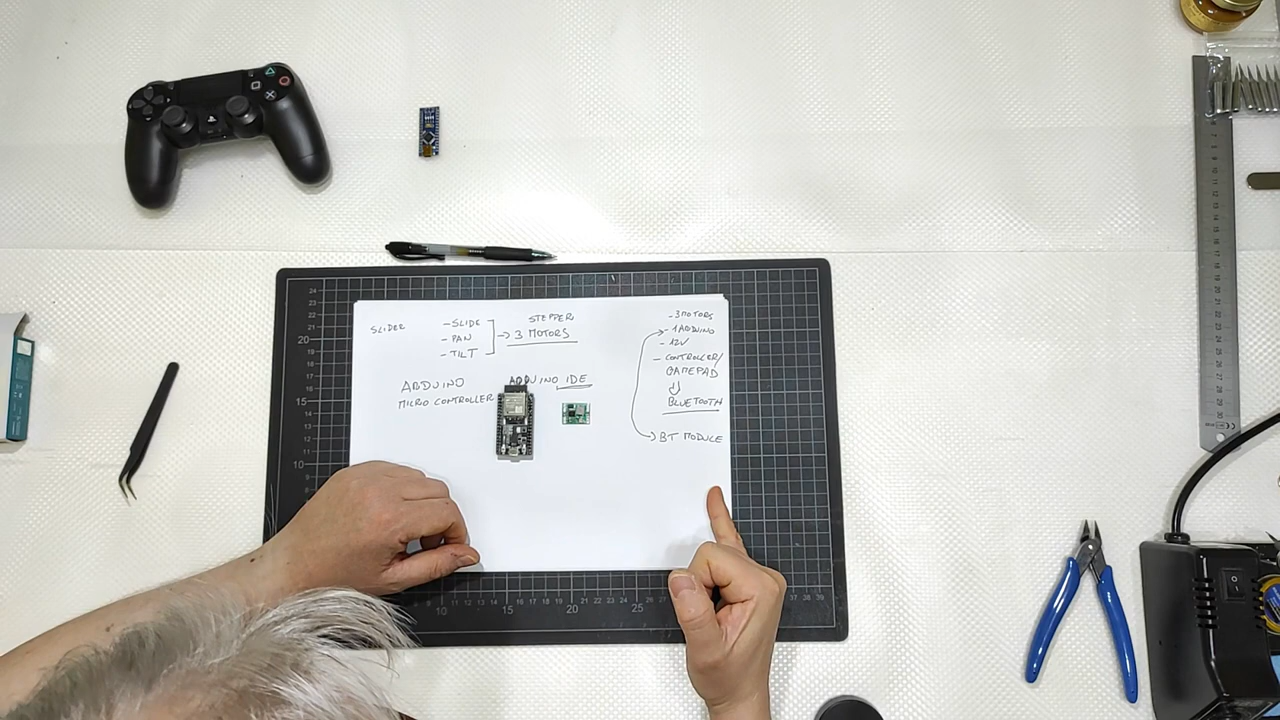 SLIDER
- SLIDE
- PAN
- TILT
STEPPER
3 MOTORS
ARDUINO
MICRO CONTROLLER
ARDUINO IDE
- 3 MOTORS
- 1 ARDUINO
- 12V
- CONTROLLER/
GAMEPAD
BLUETOOTH
BT MODULE